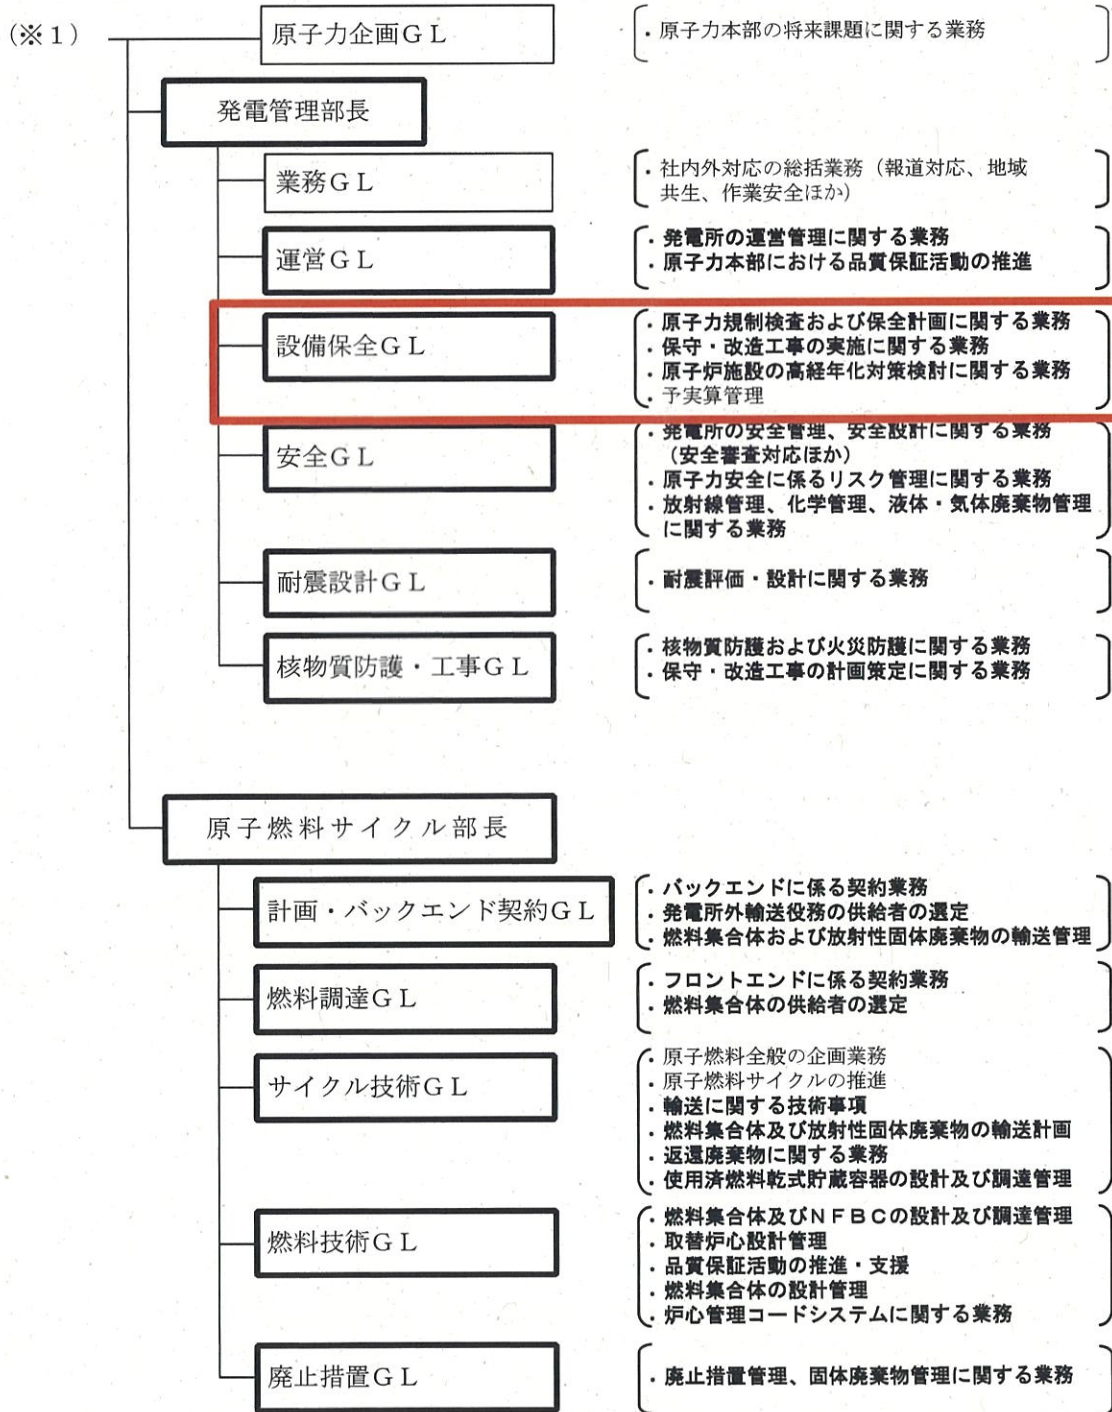 (※1)
原子力企画GL
・原子力本部の将来課題に関する業務
発電管理部長
業務GL
・社内外対応の総括業務（報道対応、地域
共生、作業安全ほか）
運営GL
・発電所の運営管理に関する業務
・原子力本部における品質保証活動の推進
設備保全GL
・原子力規制検査および保全計画に関する業務
・保守・改造工事の実施に関する業務
・原子炉施設の高経年化対策検討に関する業務
・予実算管理
安全GL
・発電所の安全管理、安全設計に関する業務
（安全審査対応ほか）
・原子力安全に係るリスク管理に関する業務
・放射線管理、化学管理、液体・気体廃棄物管理
に関する業務
耐震設計GL
・耐震評価・設計に関する業務
核物質防護・工事GL
・核物質防護および火災防護に関する業務
・保守・改造工事の計画策定に関する業務
原子燃料サイクル部長
計画・バックエンド契約GL
・バックエンドに係る契約業務
・発電所外輸送役務の供給者の選定
・燃料集合体および放射性固体廃棄物の輸送管理
燃料調達GL
・フロントエンドに係る契約業務
・燃料集合体の供給者の選定
サイクル技術GL
・原子燃料全般の企画業務
・原子燃料サイクルの推進
・輸送に関する技術事項
・燃料集合体及び放射性固体廃棄物の輸送計画
・返還廃棄物に関する業務
・使用済燃料乾式貯蔵容器の設計及び調達管理
燃料技術GL
・燃料集合体及びNFBCの設計及び調達管理
・取替炉心設計管理
・品質保証活動の推進・支援
・燃料集合体の設計管理
・炉心管理コードシステムに関する業務
廃止措置GL
・廃止措置管理、固体廃棄物管理に関する業務